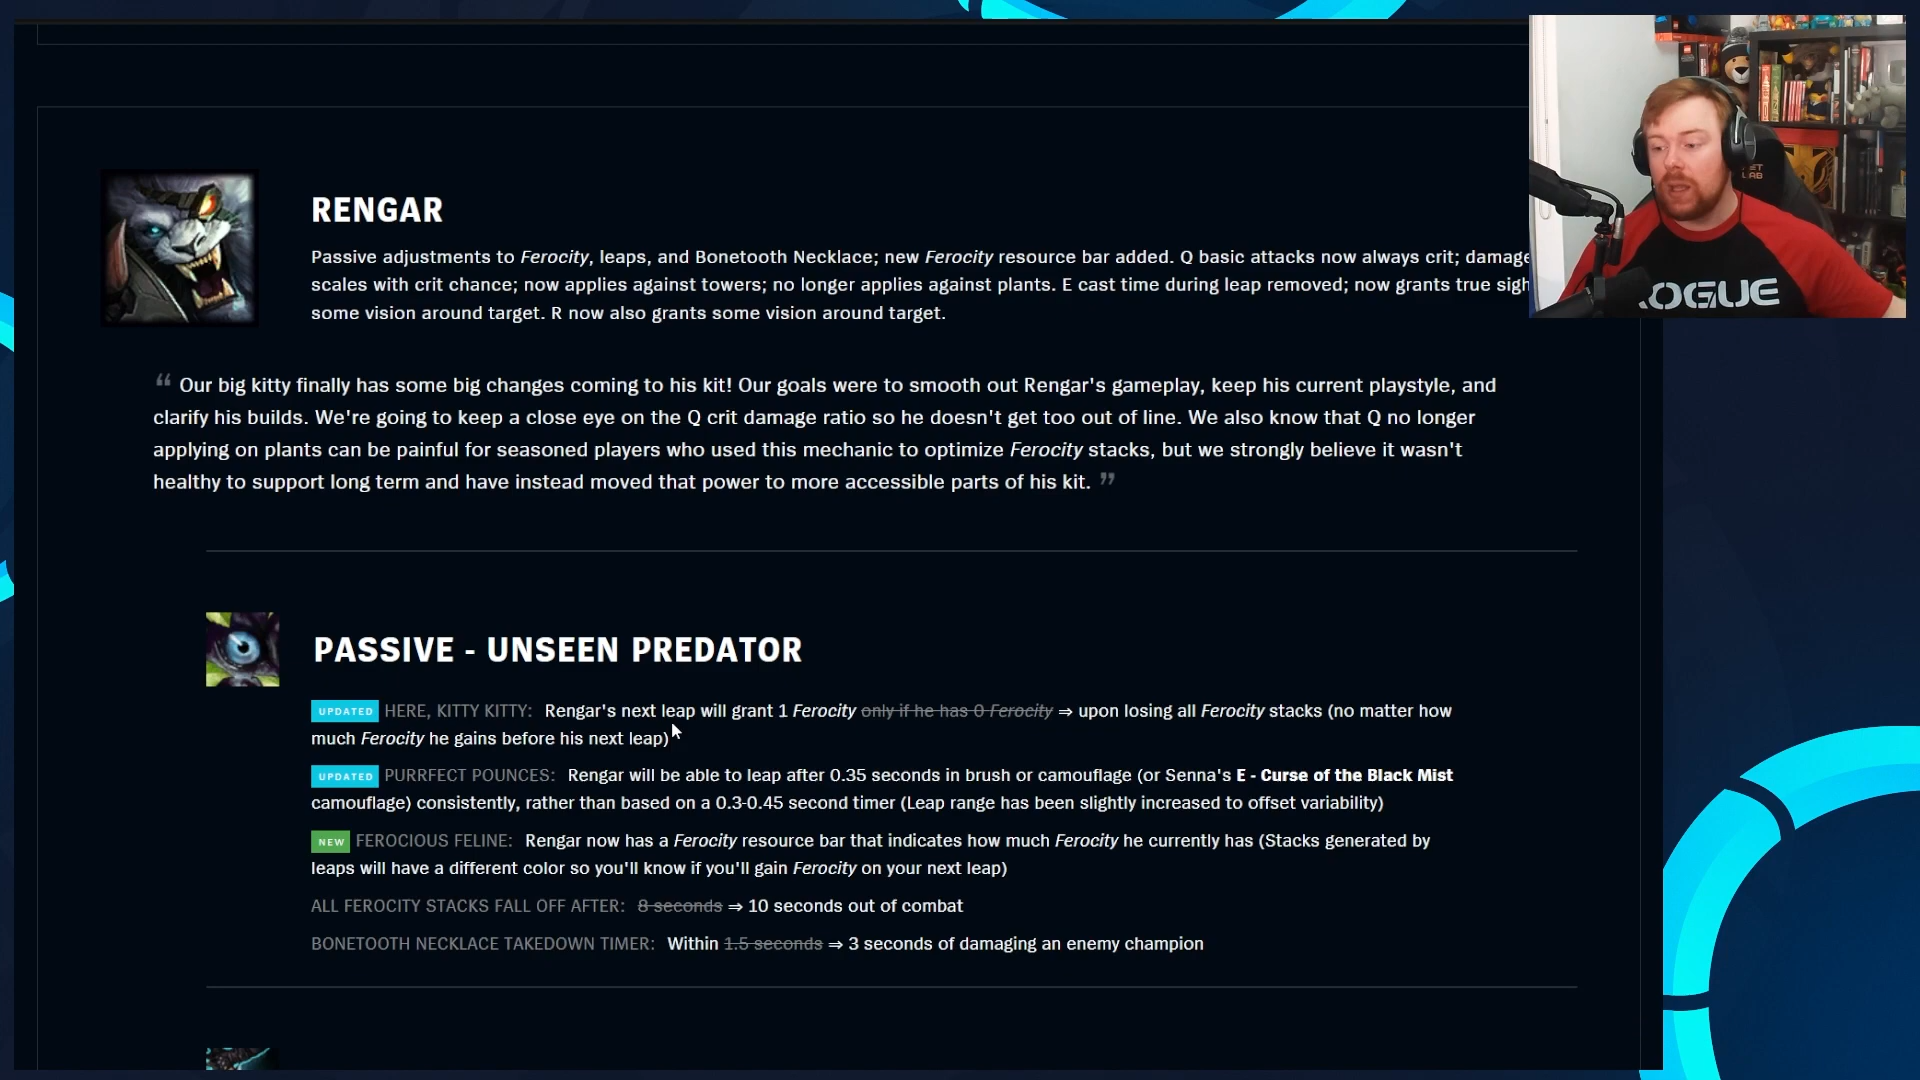 RENGAR
Passive adjustments to Ferocity, leaps, and Bonetooth Necklace; new Ferocity resource bar added. Q basic attacks now always crit; damage
scales with crit chance; now applies against towers; no longer applies against plants. E cast time during leap removed; now grants true
some vision around target. R now also grants some vision around target.
“ Our big kitty finally has some big changes coming to his kit! Our goals were to smooth out Rengar's gameplay, keep his current playstyle, and
clarify his builds. We're going to keep a close eye on the Q crit damage ratio so he doesn't get too out of line. We also know that Q no longer
applying on plants can be painful for seasoned players who used this mechanic to optimize Ferocity stacks, but we strongly believe it wasn't
healthy to support long term and have instead moved that power to more accessible parts of his kit. ”
PASSIVE - UNSEEN PREDATOR
UPDATED HERE, KITTY KITTY: Rengar's next leap will grant 1 Ferocity only if he has 0 Ferocity ⇒ upon losing all Ferocity stacks (no matter how
much Ferocity he gains before his next leap)
UPDATED PURRFECT POUNCES: Rengar will be able to leap after 0.35 seconds in brush or camouflage (or Senna's E - Curse of the Black Mist
camouflage) consistently, rather than based on a 0.3-0.45 second timer (Leap range has been slightly increased to offset variability)
NEW FEROCIOUS FELINE: Rengar now has a Ferocity resource bar that indicates how much Ferocity he currently has (Stacks generated by
leaps will have a different color so you'll know if you'll gain Ferocity on your next leap)
ALL FEROCITY STACKS FALL OFF AFTER: 8 seconds ⇒ 10 seconds out of combat
BONETOOTH NECKLACE TAKEDOWN TIMER: Within 1.5 seconds ⇒ 3 seconds of damaging an enemy champion
ROGUE